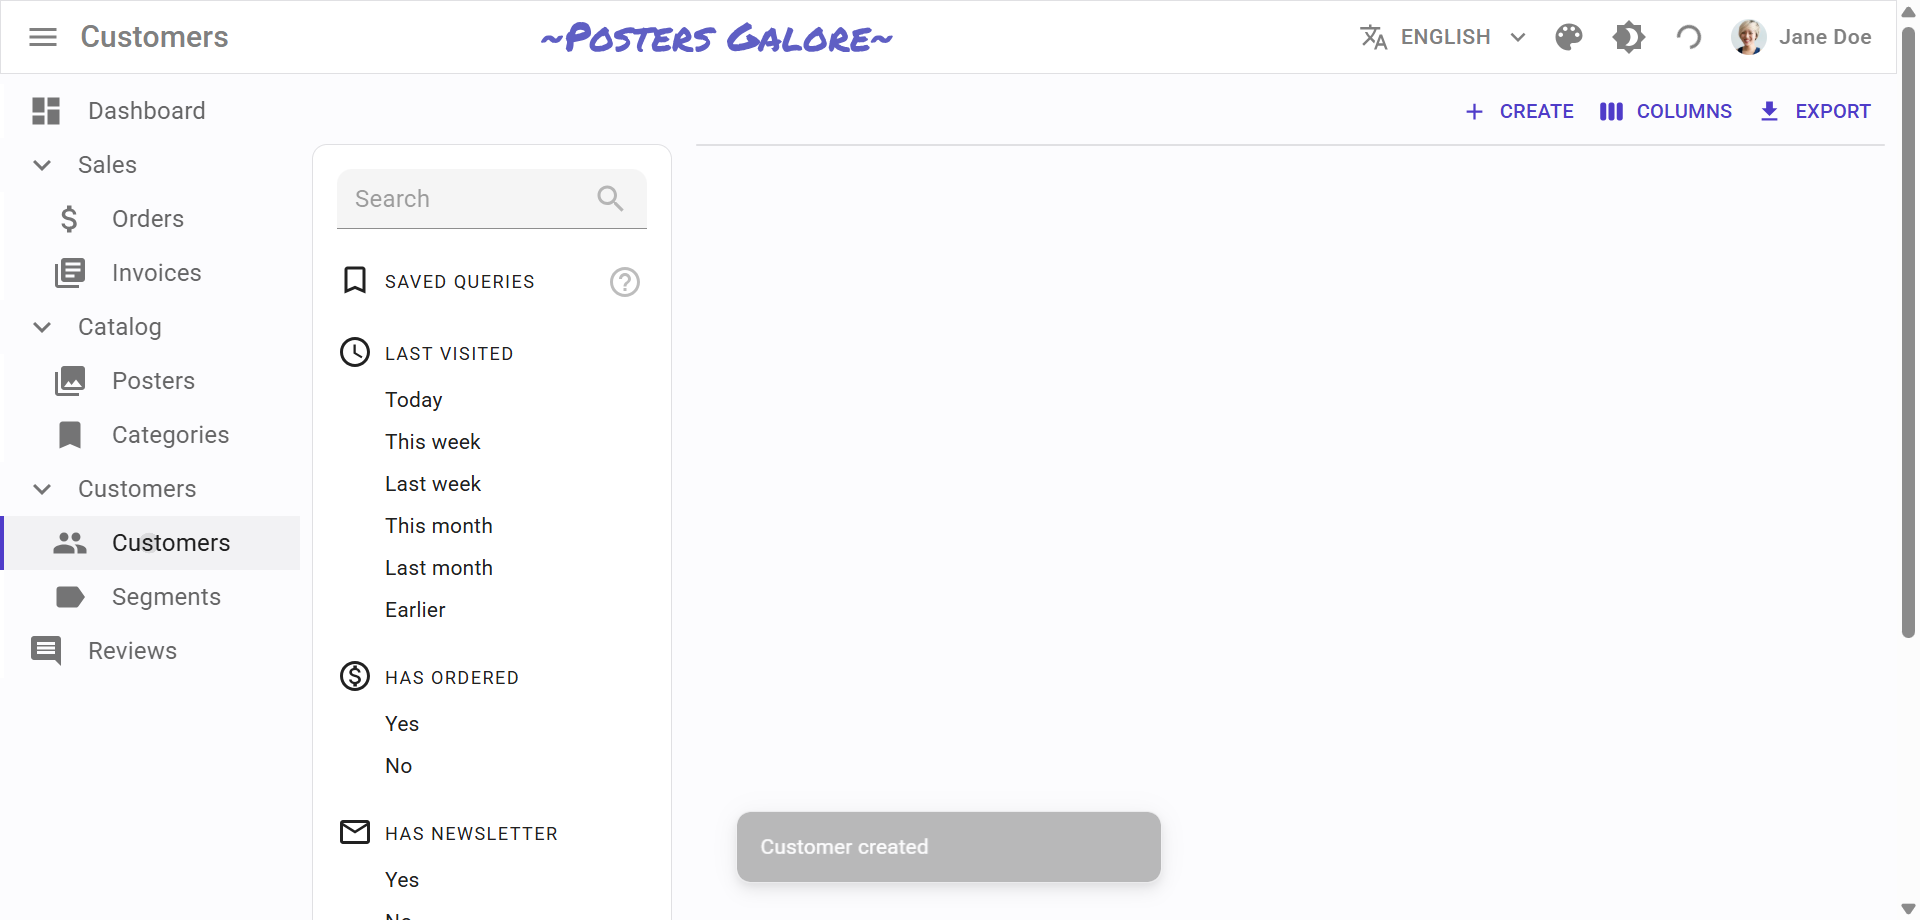 Customers
~Posters Galore~
ENGLISH
Jane Doe
Dashboard
Sales
Orders
Invoices
Catalog
Posters
Categories
Customers
Customers
Segments
Reviews
CREATE
COLUMNS
EXPORT
Search
SAVED QUERIES
LAST VISITED
Today
This week
Last week
This month
Last month
Earlier
HAS ORDERED
Yes
No
HAS NEWSLETTER
Yes
No
Customer created